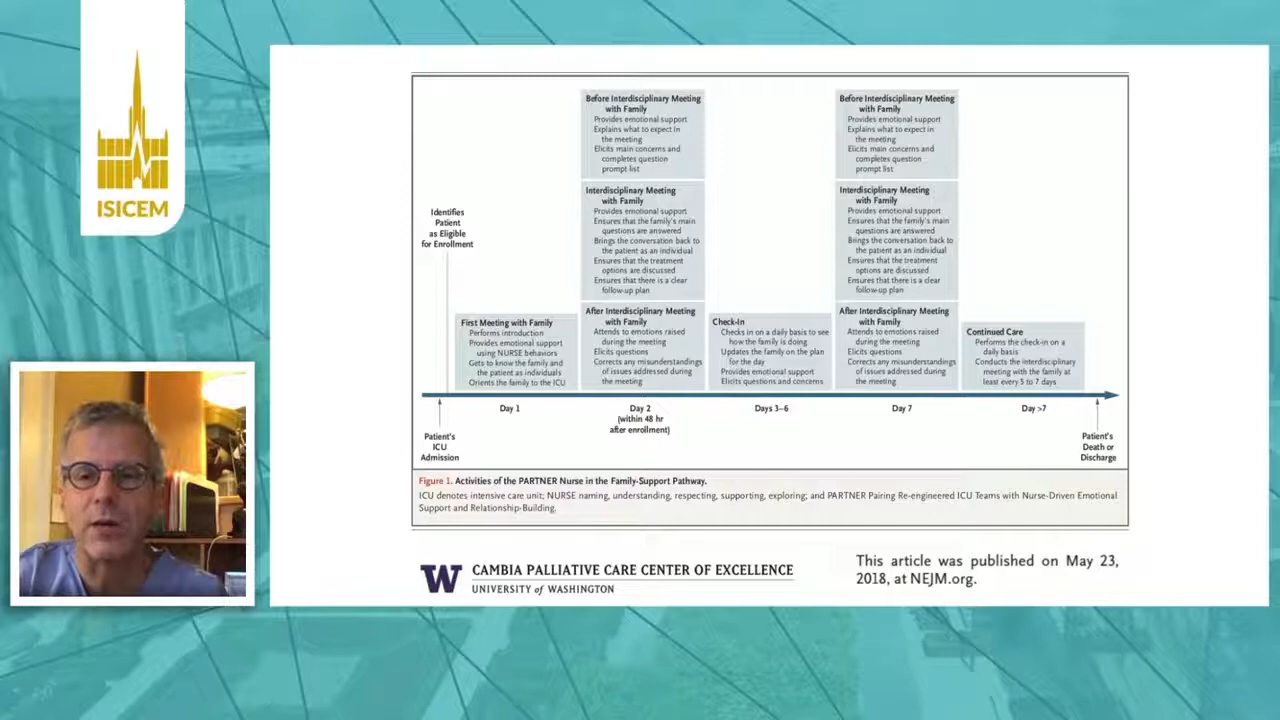 ISICEM
Identifies
Patient
as Eligible
for Enrollment
First Meeting with Family
Performs introduction
Provides emotional support
using NURSE behaviors
Gets to know the family and
the patient as individuals
Orients the family to the ICU
Before Interdisciplinary Meeting
with Family
Provides emotional support
Explains what to expect in
the meeting
Elicits main concerns and
completes question
prompt list
Interdisciplinary Meeting
with Family
Provides emotional support
Ensures that the family's main
questions are answered
Brings the conversation back to
the patient as an individual
Ensures that the treatment
options are discussed
Ensures that there is a clear
follow-up plan
After Interdisciplinary Meeting
with Family
Attends to emotions raised
during the meeting
Elicits questions
Corrects any misunderstandings
of issues addressed during
the meeting
Check-In
Checks in on a daily basis to see
how the family is doing
Updates the family on the plan
for the day
Provides emotional support
Elicits questions and concerns
Before Interdisciplinary Meeting
with Family
Provides emotional support
Explains what to expect in
the meeting
Elicits main concerns and
completes question
prompt list
Interdisciplinary Meeting
with Family
Provides emotional support
Ensures that the family's main
questions are answered
Brings the conversation back to
the patient as an individual
Ensures that the treatment
options are discussed
Ensures that there is a clear
follow-up plan
After Interdisciplinary Meeting
with Family
Attends to emotions raised
during the meeting
Elicits questions
Corrects any misunderstandings
of issues addressed during
the meeting
Continued Care
Performs the check-in on a
daily basis
Conducts the interdisciplinary
meeting with the family at
least every 5 to 7 days
Day 1
Day 2
(within 48 hr
after enrollment)
Days 3–6
Day 7
Day >7
Patient's
ICU
Admission
Patient's
Death or
Discharge
Figure 1. Activities of the PARTNER Nurse in the Family-Support Pathway.
ICU denotes intensive care unit; NURSE naming, understanding, respecting, supporting, exploring; and PARTNER Pairing Re-engineered ICU Teams with Nurse-Driven Emotional
Support and Relationship-Building.
W CAMBIA PALLIATIVE CARE CENTER OF EXCELLENCE
UNIVERSITY of WASHINGTON
This article was published on May 23,
2018, at NEJM.org.